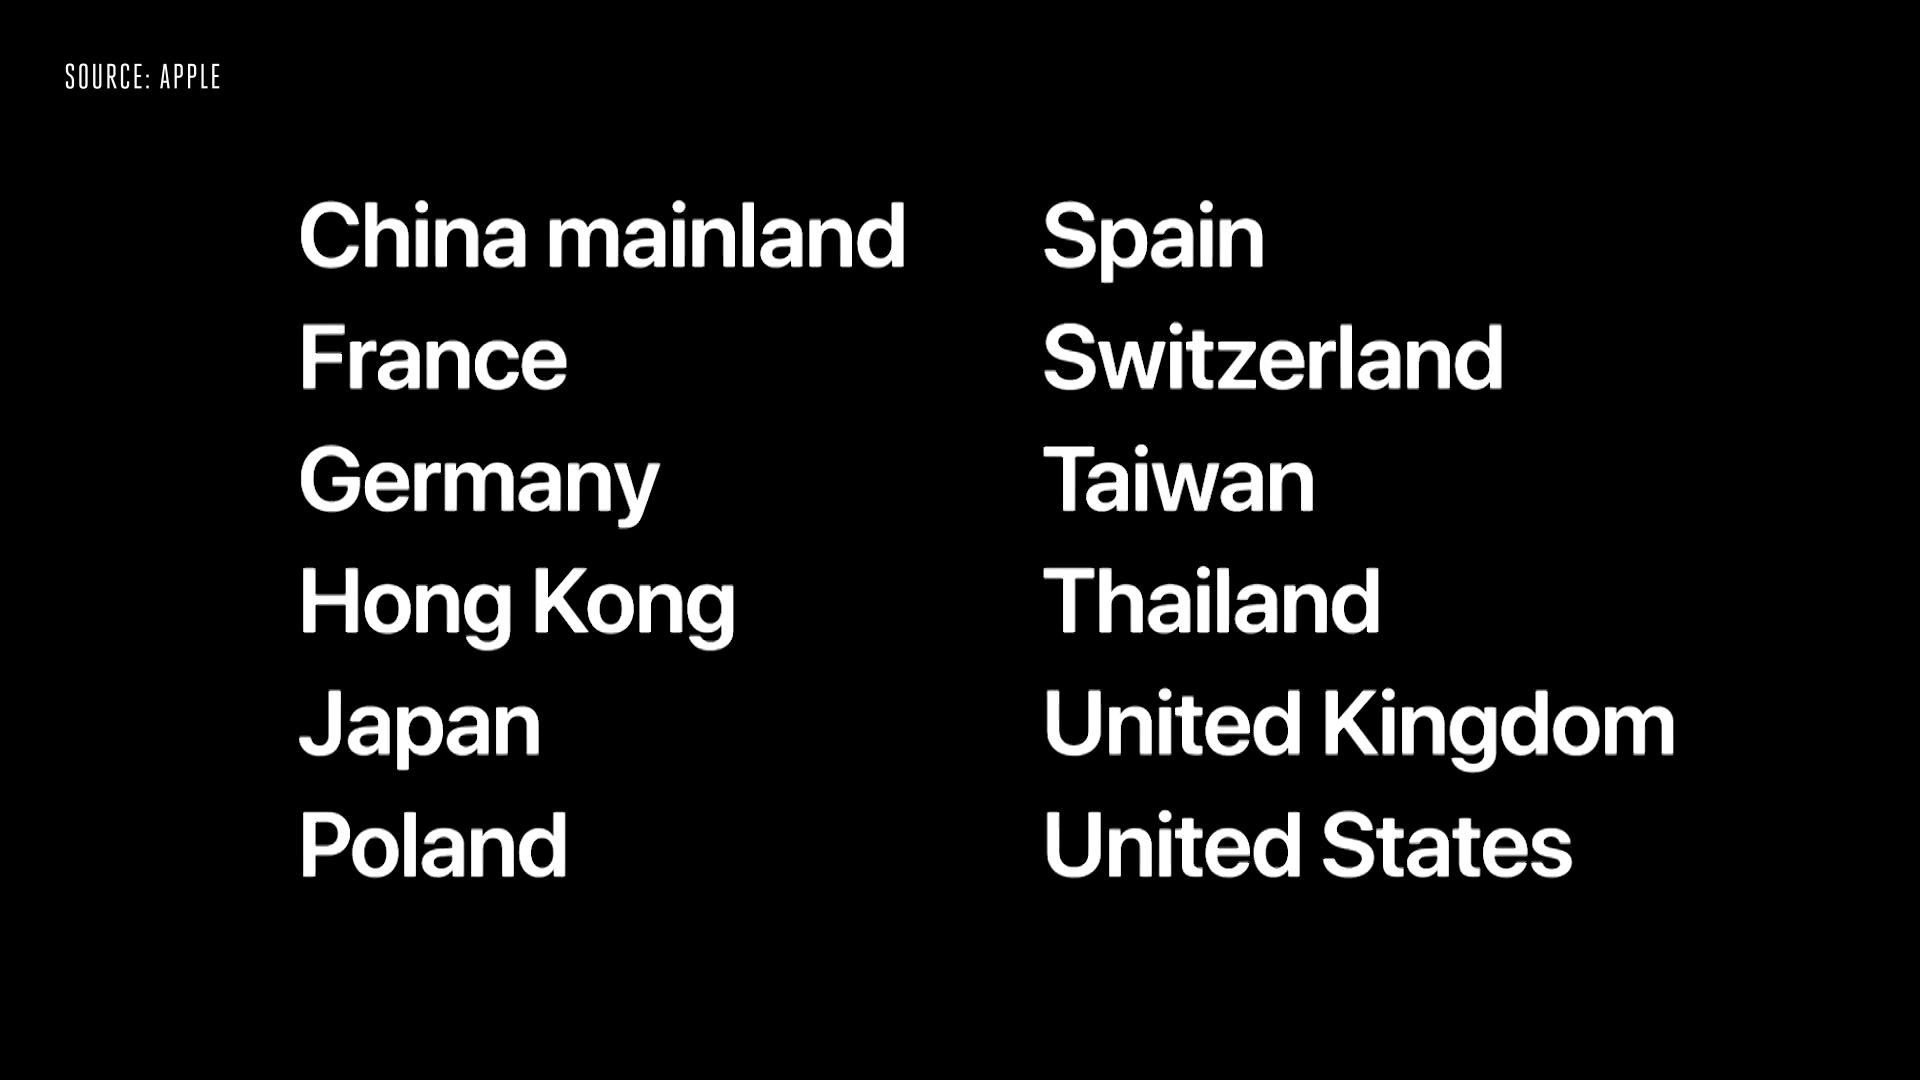 SOURCE: APPLE
China mainland
France
Germany
Hong Kong
Japan
Poland
Spain
Switzerland
Taiwan
Thailand
United Kingdom
United States